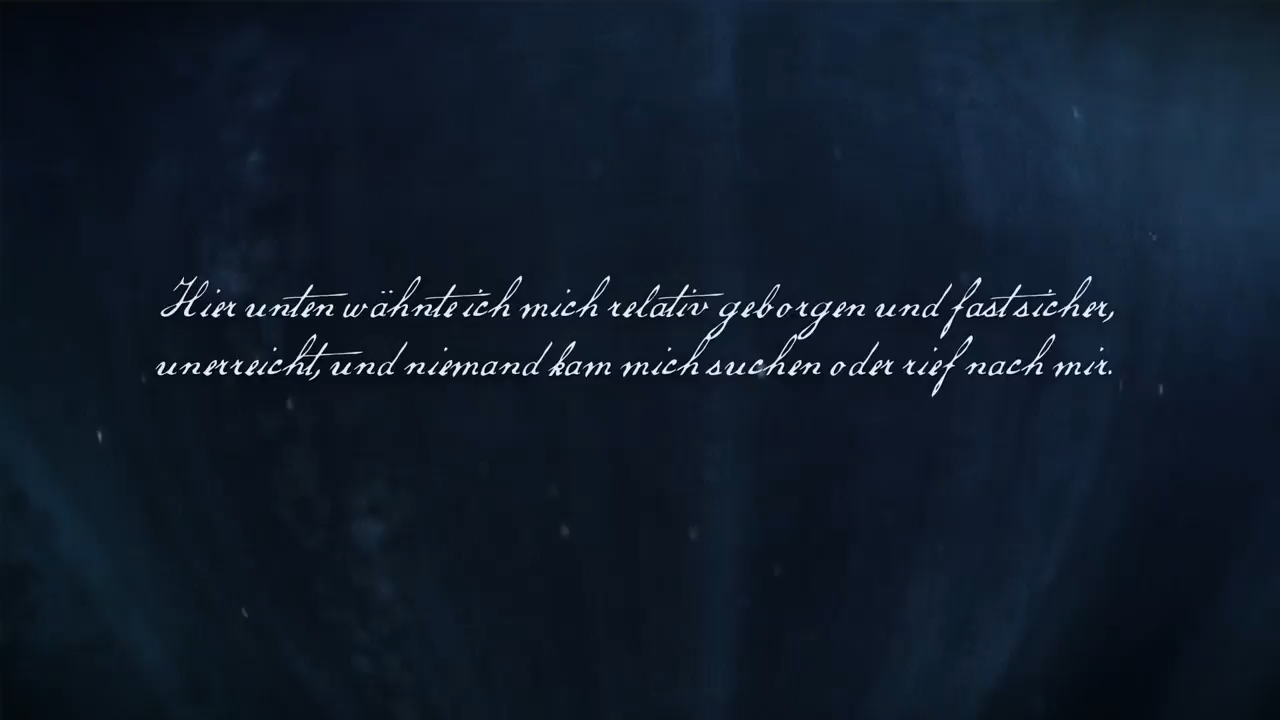 Hier unten wähnte ich mich relativ geborgen und fast sicher,
unerreicht, und niemand kam mich suchen oder rief nach mir.